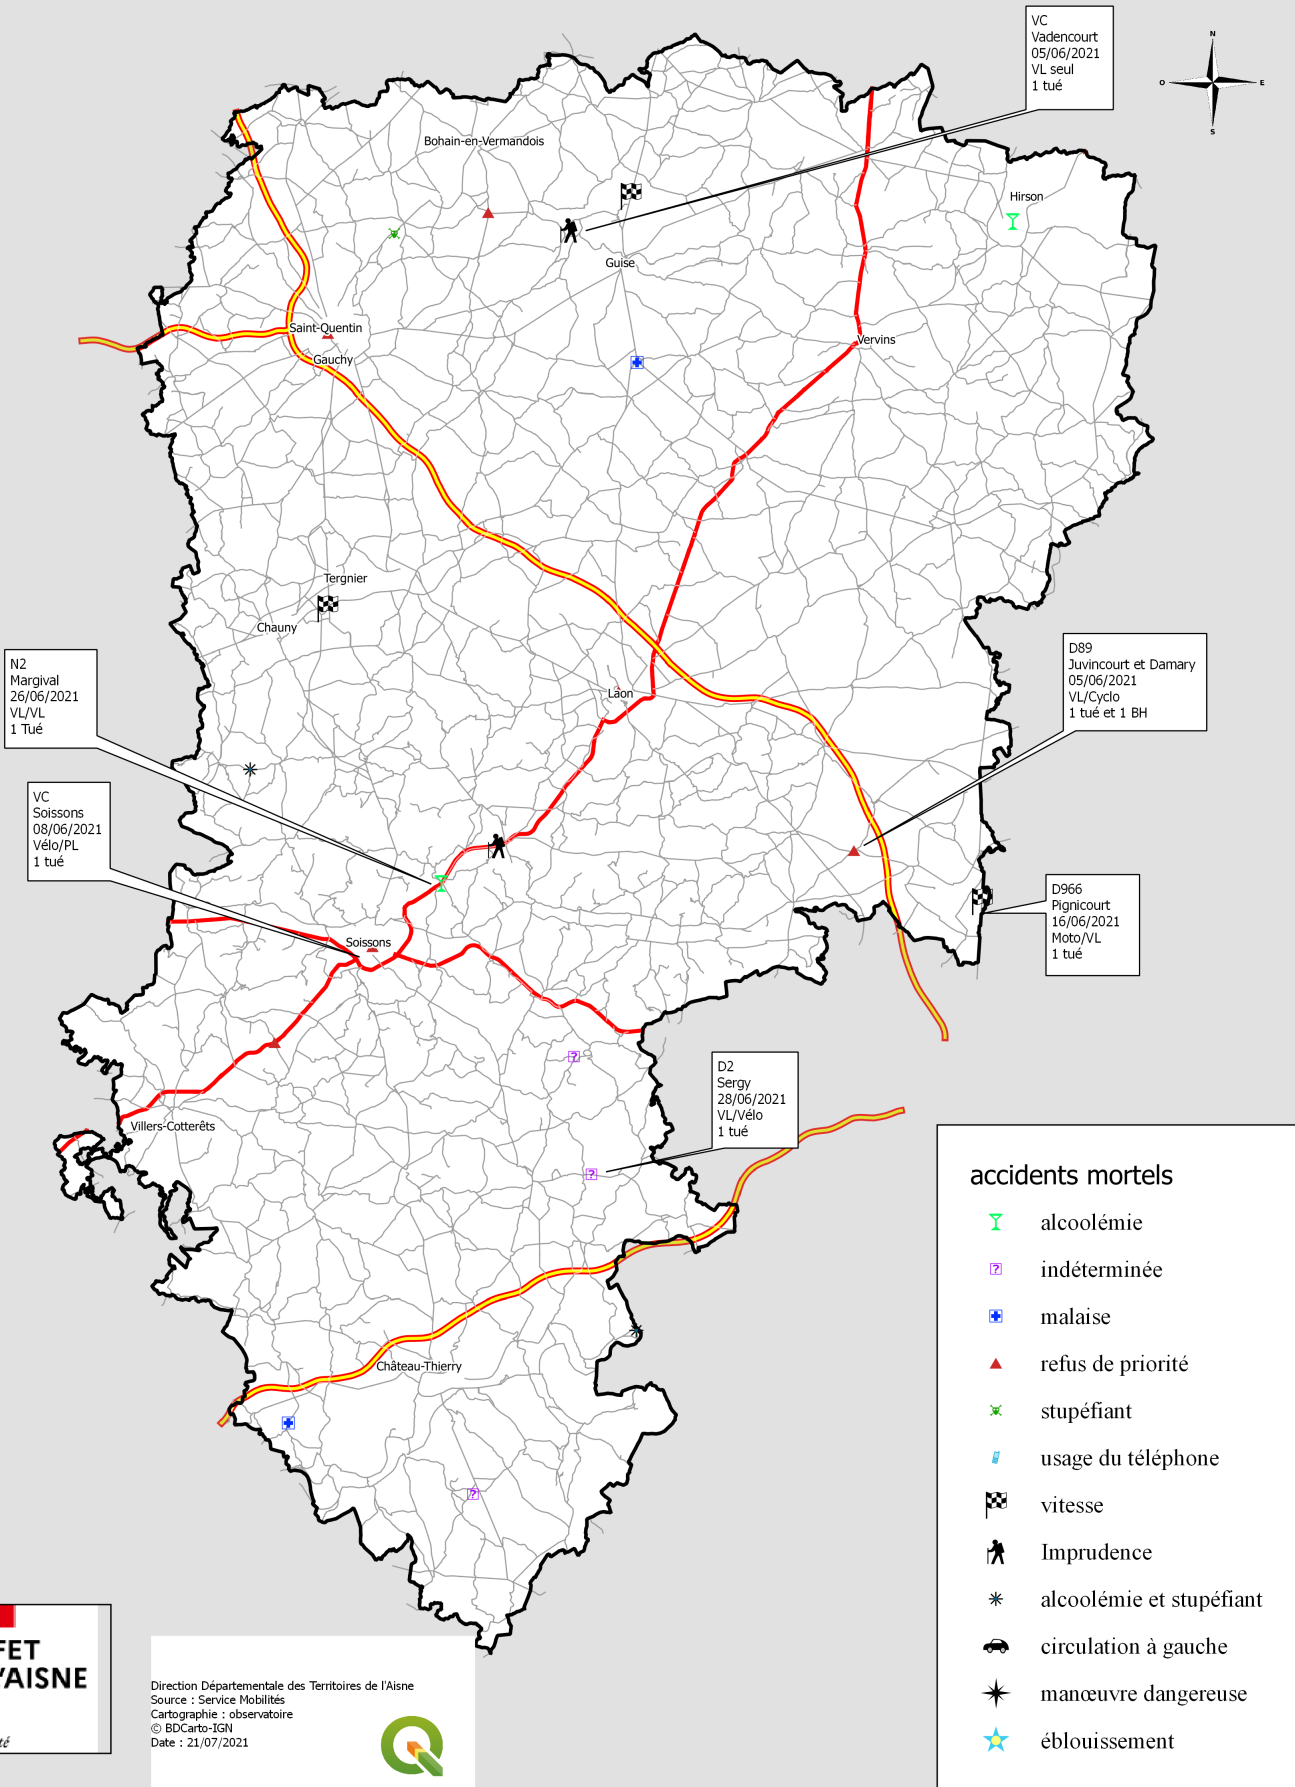 VC
Vadencourt
05/06/2021
VL seul
1 tué
N
O
E
S
Bohain-en-Vermandois
Hirson
Guise
Saint-Quentin
Gauchy
Vervins
Tergnier
Chauny
N2
Margival
26/06/2021
VL/VL
1 Tué
D89
Juvincourt et Damary
05/06/2021
VL/Cyclo
1 tué et 1 BH
Laon
VC
Soissons
08/06/2021
Vélo/PL
1 tué
D966
Pignicourt
16/06/2021
Moto/VL
1 tué
Soissons
D2
Sergy
28/06/2021
VL/Vélo
1 tué
Villers-Cotterêts
Château-Thierry
accidents mortels
alcoolémie
? indéterminée
malaise
refus de priorité
stupéfiant
usage du téléphone
vitesse
Imprudence
alcoolémie et stupéfiant
circulation à gauche
manœuvre dangereuse
éblouissement
FET
'AISNE
té
Direction Départementale des Territoires de l'Aisne
Source : Service Mobilités
Cartographie : observatoire
© BDCarto-IGN
Date : 21/07/2021